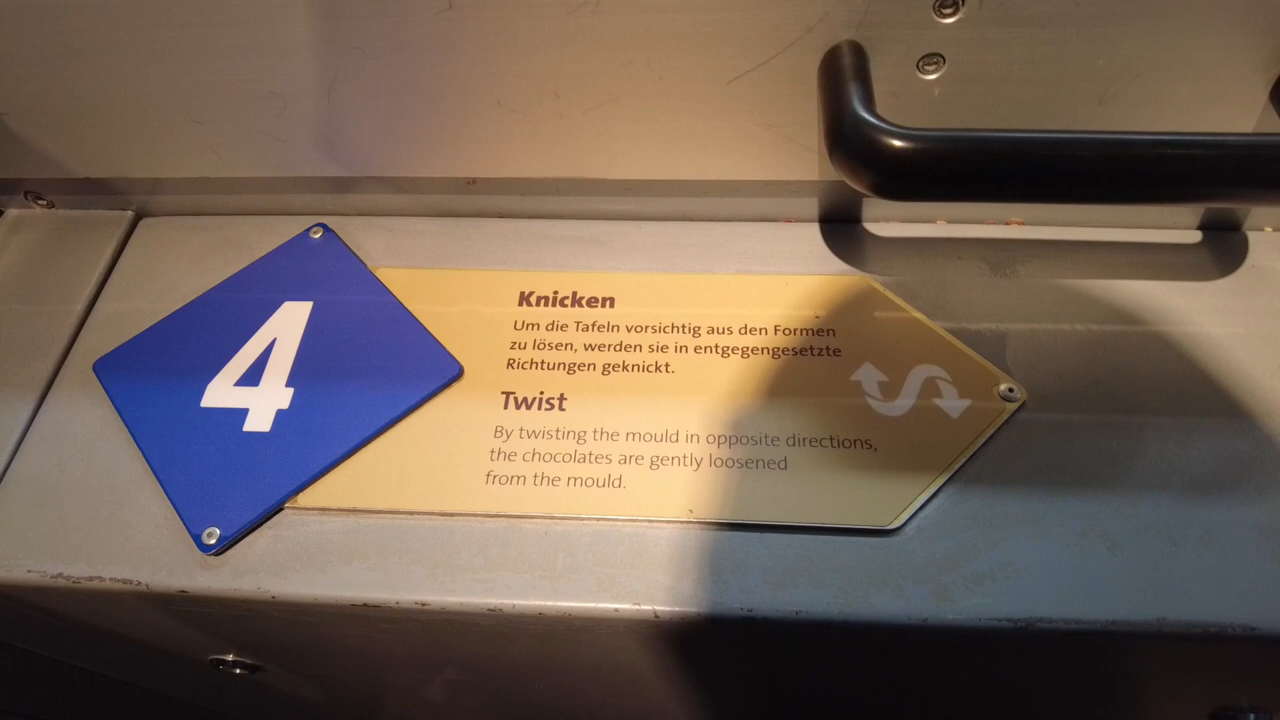 4
Knicken
Um die Tafeln vorsichtig aus den Formen
zu lösen, werden sie in entgegengesetzte
Richtungen geknickt.
Twist
By twisting the mould in opposite directions,
the chocolates are gently loosened
from the mould.